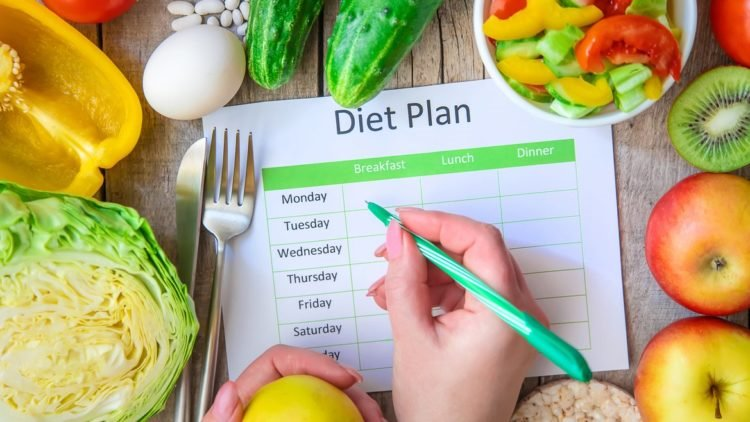 Diet Plan
Breakfast Lunch Dinner
Monday
Tuesday
Wednesday
Thursday
Friday
Saturday